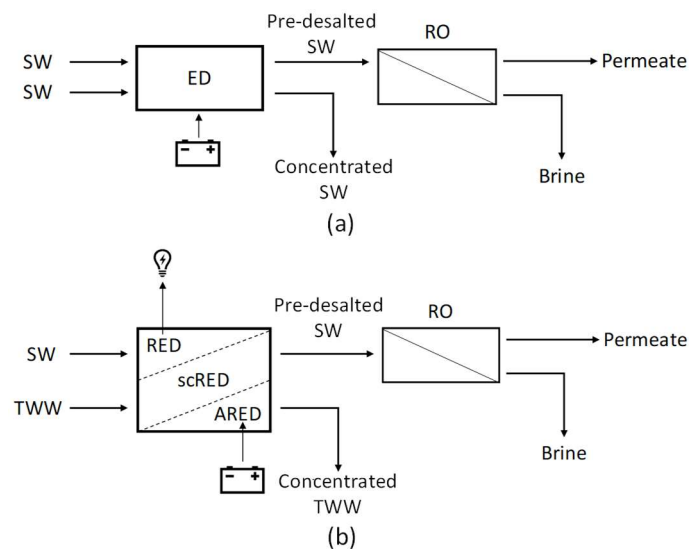 Pre-desalted
SW
RO
SW
SW
ED
Permeate
- +
Concentrated
SW
Brine
(a)
Pre-desalted
SW
RO
SW
RED
Permeate
scRED
TWW
ARED
- +
Concentrated
TWW
Brine
(b)